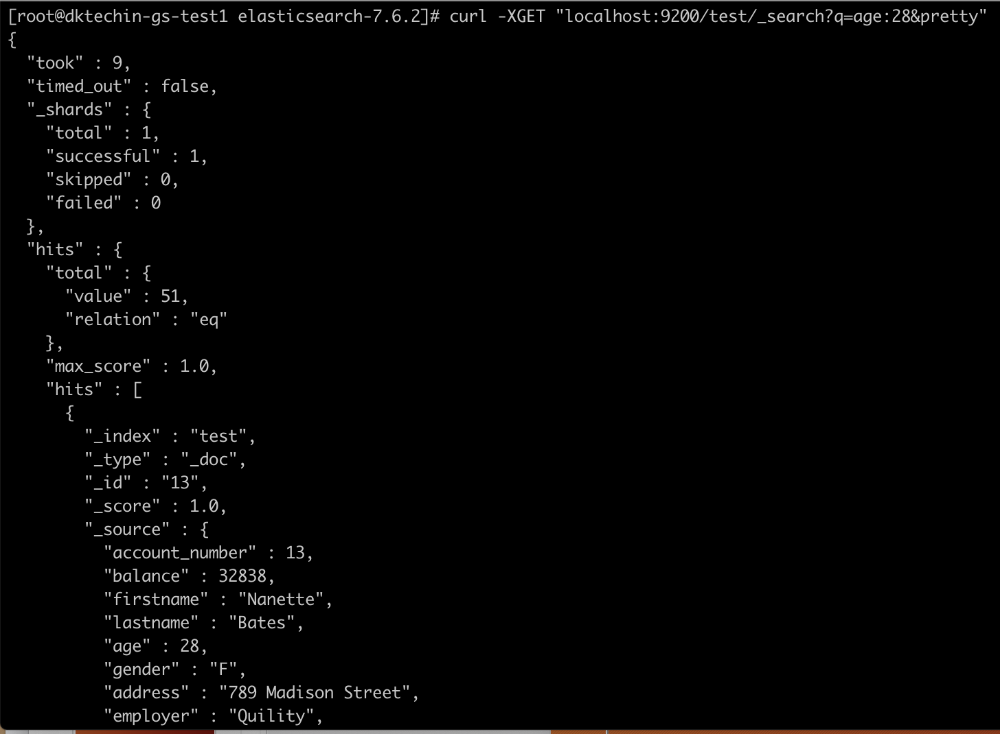 [root@dktechin-gs-test1 elasticsearch-7.6.2]# curl -XGET "localhost:9200/test/_search?q=age:28&pretty"
{
  "took" : 9,
  "timed_out" : false,
  "_shards" : {
    "total" : 1,
    "successful" : 1,
    "skipped" : 0,
    "failed" : 0
  },
  "hits" : {
    "total" : {
      "value" : 51,
      "relation" : "eq"
    },
    "max_score" : 1.0,
    "hits" : [
      {
        "_index" : "test",
        "_type" : "_doc",
        "_id" : "13",
        "_score" : 1.0,
        "_source" : {
          "account_number" : 13,
          "balance" : 32838,
          "firstname" : "Nanette",
          "lastname" : "Bates",
          "age" : 28,
          "gender" : "F",
          "address" : "789 Madison Street",
          "employer" : "Quility",